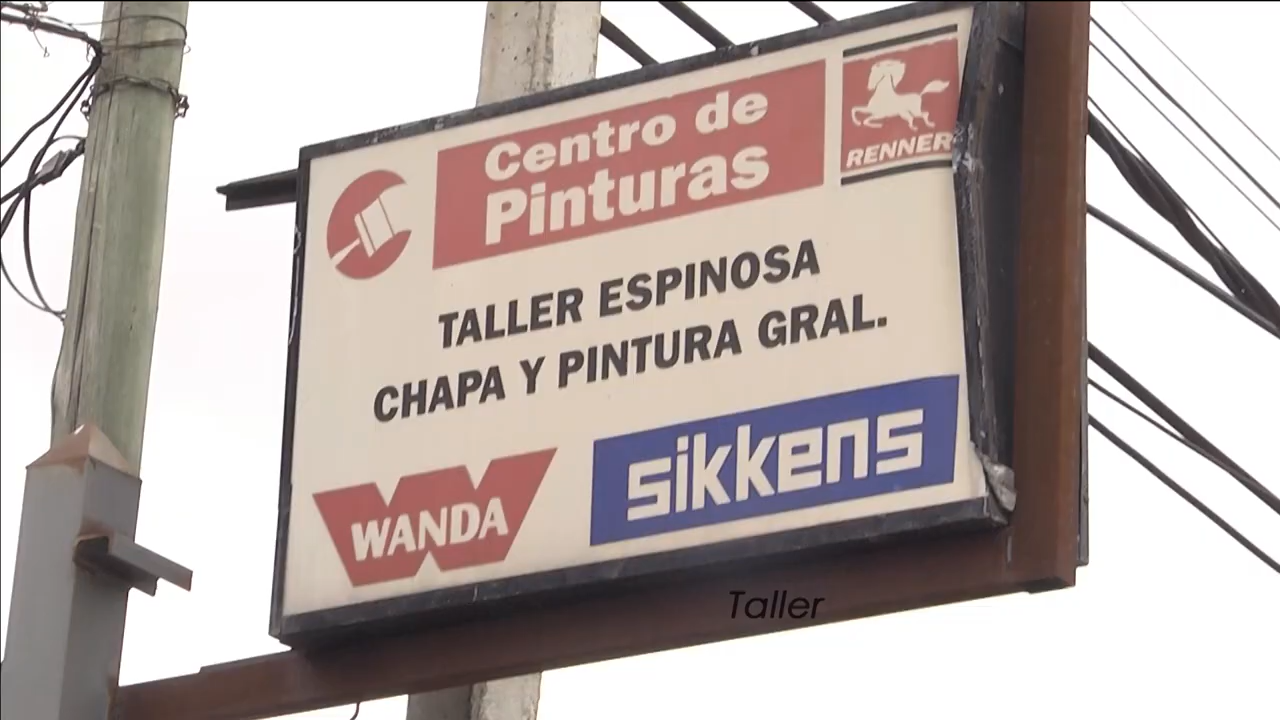 Centro de
Pinturas
RENNER
TALLER ESPINOSA
CHAPA Y PINTURA GRAL.
WANDA
sikkens
Taller